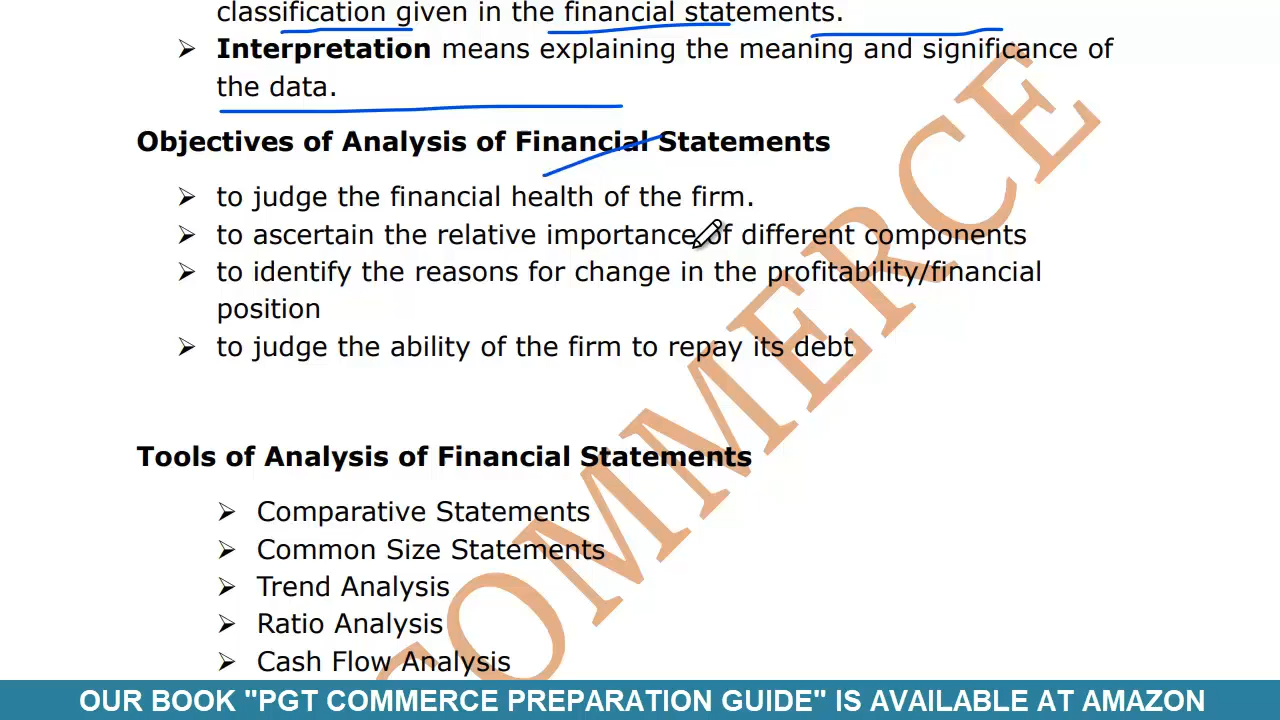 classification given in the financial statements.
➢ Interpretation means explaining the meaning and significance of
the data.
Objectives of Analysis of Financial Statements
➢ to judge the financial health of the firm.
➢ to ascertain the relative importance of different components
➢ to identify the reasons for change in the profitability/financial
position
➢ to judge the ability of the firm to repay its debt
Tools of Analysis of Financial Statements
➢ Comparative Statements
➢ Common Size Statements
➢ Trend Analysis
➢ Ratio Analysis
➢ Cash Flow Analysis
COMMERCE
OUR BOOK "PGT COMMERCE PREPARATION GUIDE" IS AVAILABLE AT AMAZON